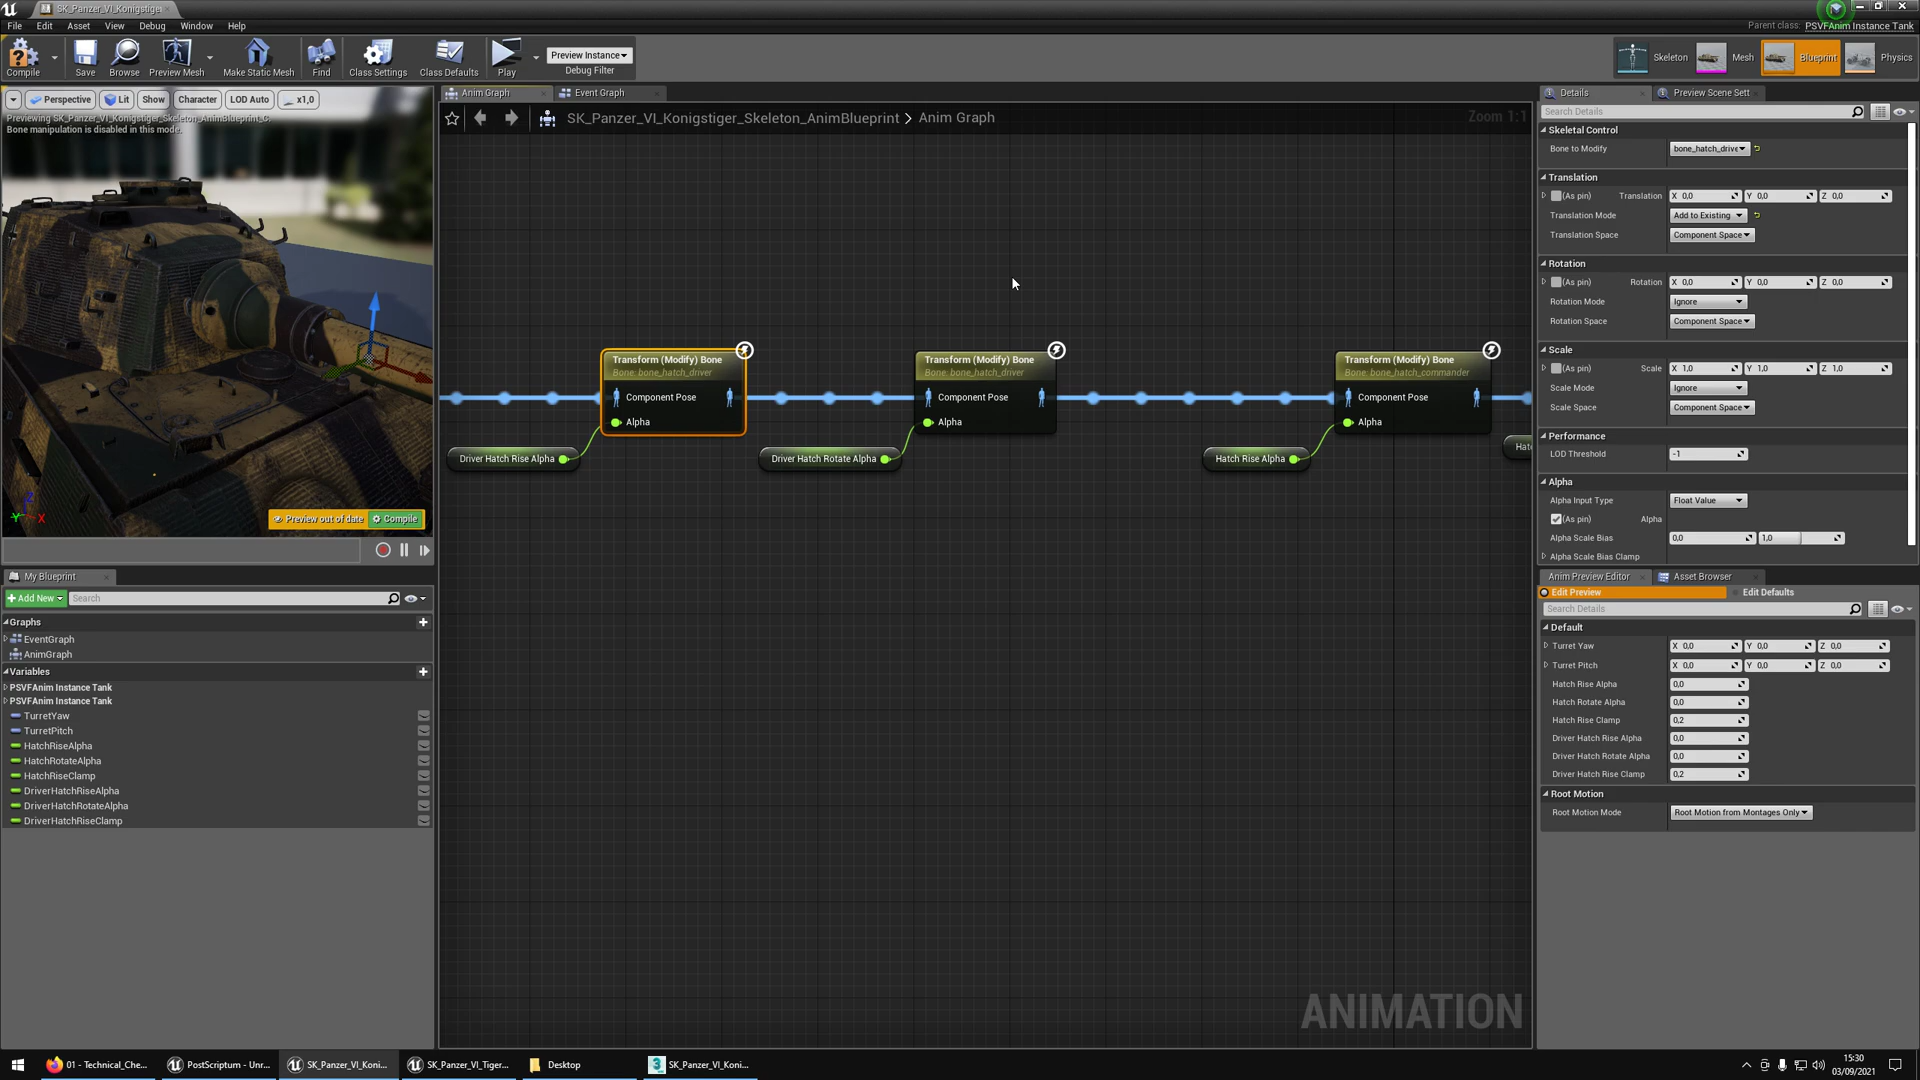 SK_Panzer_VI_Konigstiger
File Edit Asset View Debug Window Help
Parent class: PSVFAnim Instance Tank
Compile Save Browse Preview Mesh Make Static Mesh Find Class Settings Class Defaults Play
Preview Instance
Debug Filter
Skeleton Mesh Blueprint Physics
Perspective Lit Show Character LOD Auto x1,0
Previewing SK_Panzer_VI_Konigstiger_Skeleton_AnimBlueprint_C.
Bone manipulation is disabled in this mode.
Z
Y X
Preview out of date Compile
Anim Graph Event Graph
SK_Panzer_VI_Konigstiger_Skeleton_AnimBlueprint > Anim Graph
Zoom 1:1
Transform (Modify) Bone
Bone: bone_hatch_driver
Component Pose
Alpha
Driver Hatch Rise Alpha
Transform (Modify) Bone
Bone: bone_hatch_driver
Component Pose
Alpha
Driver Hatch Rotate Alpha
Transform (Modify) Bone
Bone: bone_hatch_commander
Component Pose
Alpha
Hatch Rise Alpha
Hatc
ANIMATION
My Blueprint
Add New Search
Graphs
EventGraph
AnimGraph
Variables
PSVFAnim Instance Tank
PSVFAnim Instance Tank
TurretYaw
TurretPitch
HatchRiseAlpha
HatchRotateAlpha
HatchRiseClamp
DriverHatchRiseAlpha
DriverHatchRotateAlpha
DriverHatchRiseClamp
Details Preview Scene Sett
Search Details
Skeletal Control
Bone to Modify bone_hatch_drive
Translation
(As pin) Translation X 0,0 Y 0,0 Z 0,0
Translation Mode Add to Existing
Translation Space Component Space
Rotation
(As pin) Rotation X 0,0 Y 0,0 Z 0,0
Rotation Mode Ignore
Rotation Space Component Space
Scale
(As pin) Scale X 1,0 Y 1,0 Z 1,0
Scale Mode Ignore
Scale Space Component Space
Performance
LOD Threshold -1
Alpha
Alpha Input Type Float Value
(As pin) Alpha
Alpha Scale Bias 0,0 1,0
Alpha Scale Bias Clamp
Anim Preview Editor Asset Browser
Edit Preview Edit Defaults
Search Details
Default
Turret Yaw X 0,0 Y 0,0 Z 0,0
Turret Pitch X 0,0 Y 0,0 Z 0,0
Hatch Rise Alpha 0,0
Hatch Rotate Alpha 0,0
Hatch Rise Clamp 0,2
Driver Hatch Rise Alpha 0,0
Driver Hatch Rotate Alpha 0,0
Driver Hatch Rise Clamp 0,2
Root Motion
Root Motion Mode Root Motion from Montages Only
01 - Technical_Che... PostScriptum - Unr... SK_Panzer_VI_Koni... SK_Panzer_VI_Tiger... Desktop SK_Panzer_VI_Koni...
15:30
03/09/2021